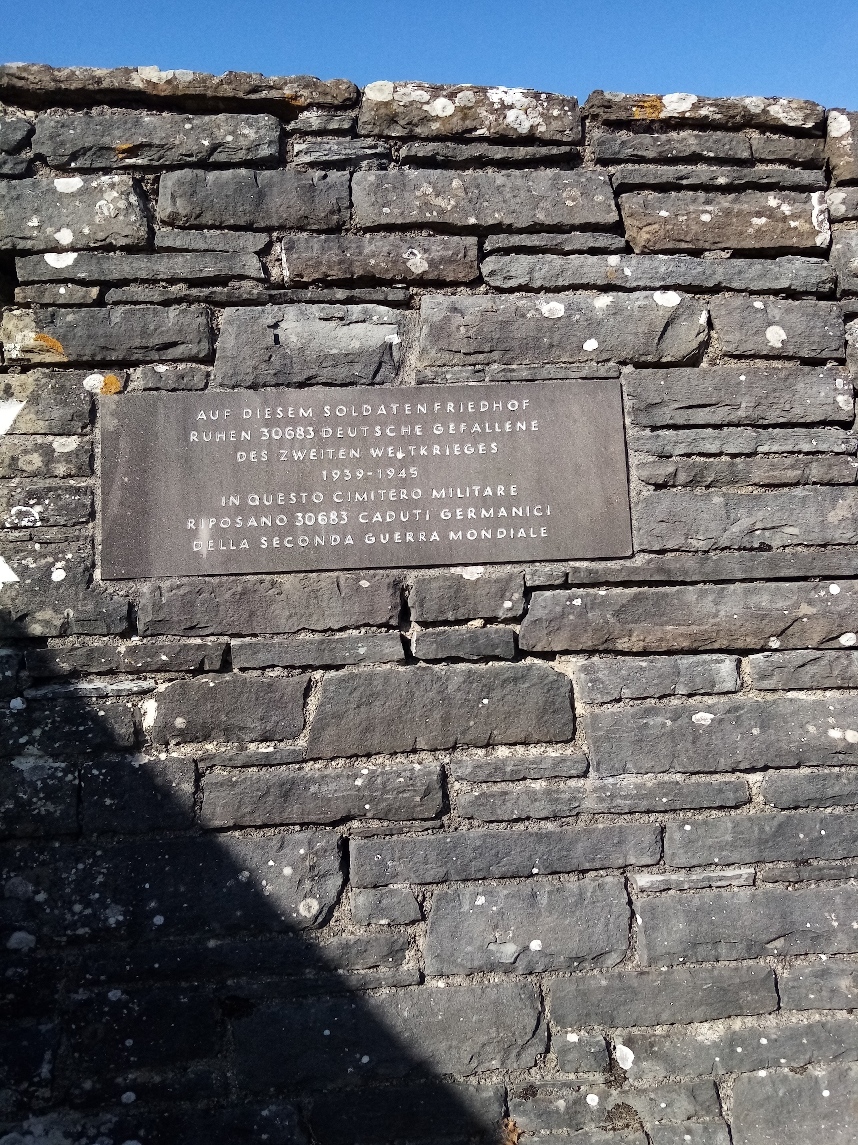 AUF DIESEM SOLDATENFRIEDHOF
RUHEN 30683 DEUTSCHE GEFALLENE
DES ZWEITEN WELTKRIEGES
1939-1945
IN QUESTO CIMITERO MILITARE
RIPOSANO 30683 CADUTI GERMANICI
DELLA SECONDA GUERRA MONDIALE